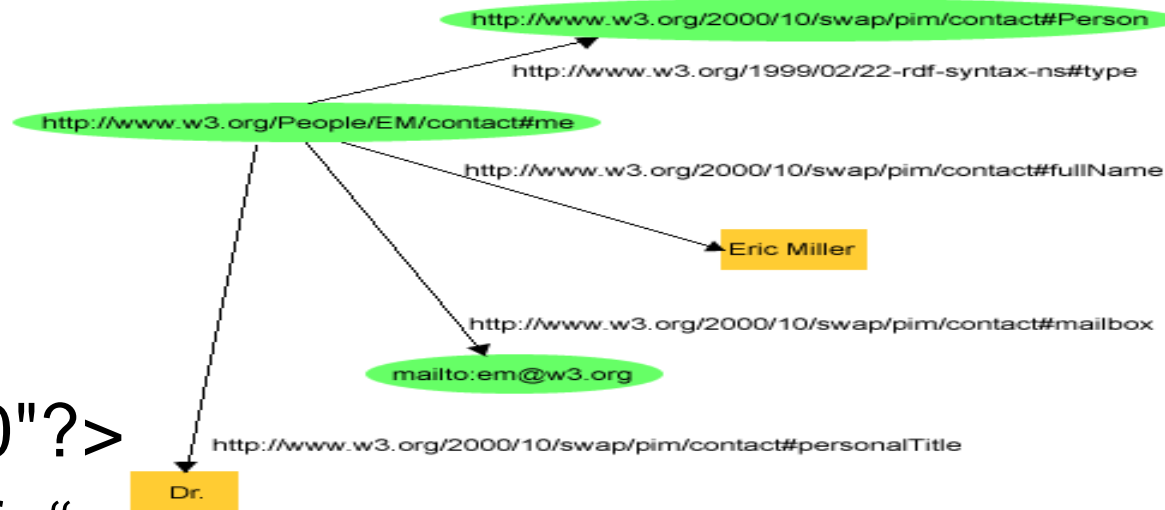 http://www.w3.org/2000/10/swap/pim/contact#Person
http://www.w3.org/1999/02/22-rdf-syntax-ns#type
http://www.w3.org/People/EM/contact#me
http://www.w3.org/2000/10/swap/pim/contact#fullName
Eric Miller
http://www.w3.org/2000/10/swap/pim/contact#mailbox
mailto:em@w3.org
0"?>
http://www.w3.org/2000/10/swap/pim/contact#personalTitle
Dr.